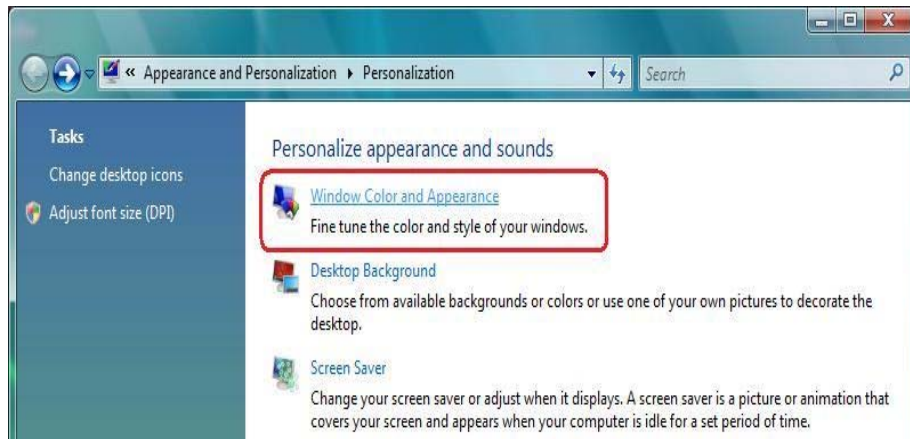 « Appearance and Personalization ▸ Personalization
Search
Tasks
Change desktop icons
Adjust font size (DPI)
Personalize appearance and sounds
Window Color and Appearance
Fine tune the color and style of your windows.
Desktop Background
Choose from available backgrounds or colors or use one of your own pictures to decorate the
desktop.
Screen Saver
Change your screen saver or adjust when it displays. A screen saver is a picture or animation that
covers your screen and appears when your computer is idle for a set period of time.